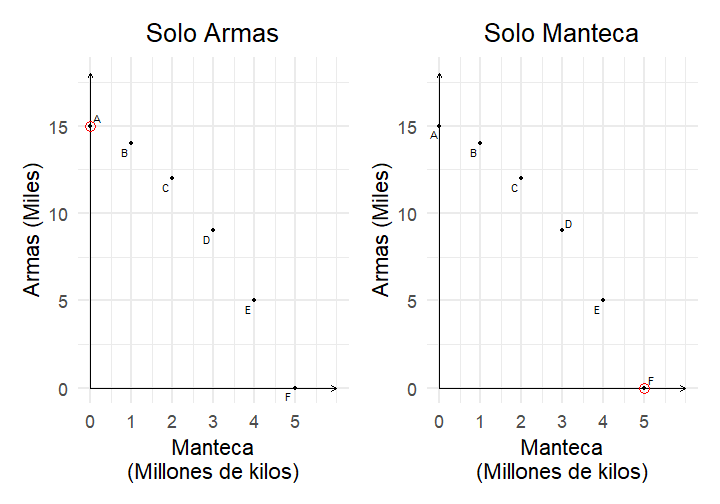 Solo Armas
Armas (Miles)
15
10
5
0
A
B
C
D
E
F
0 1 2 3 4 5
Manteca
(Millones de kilos)
Solo Manteca
Armas (Miles)
15
10
5
0
A
B
C
D
E
F
0 1 2 3 4 5
Manteca
(Millones de kilos)